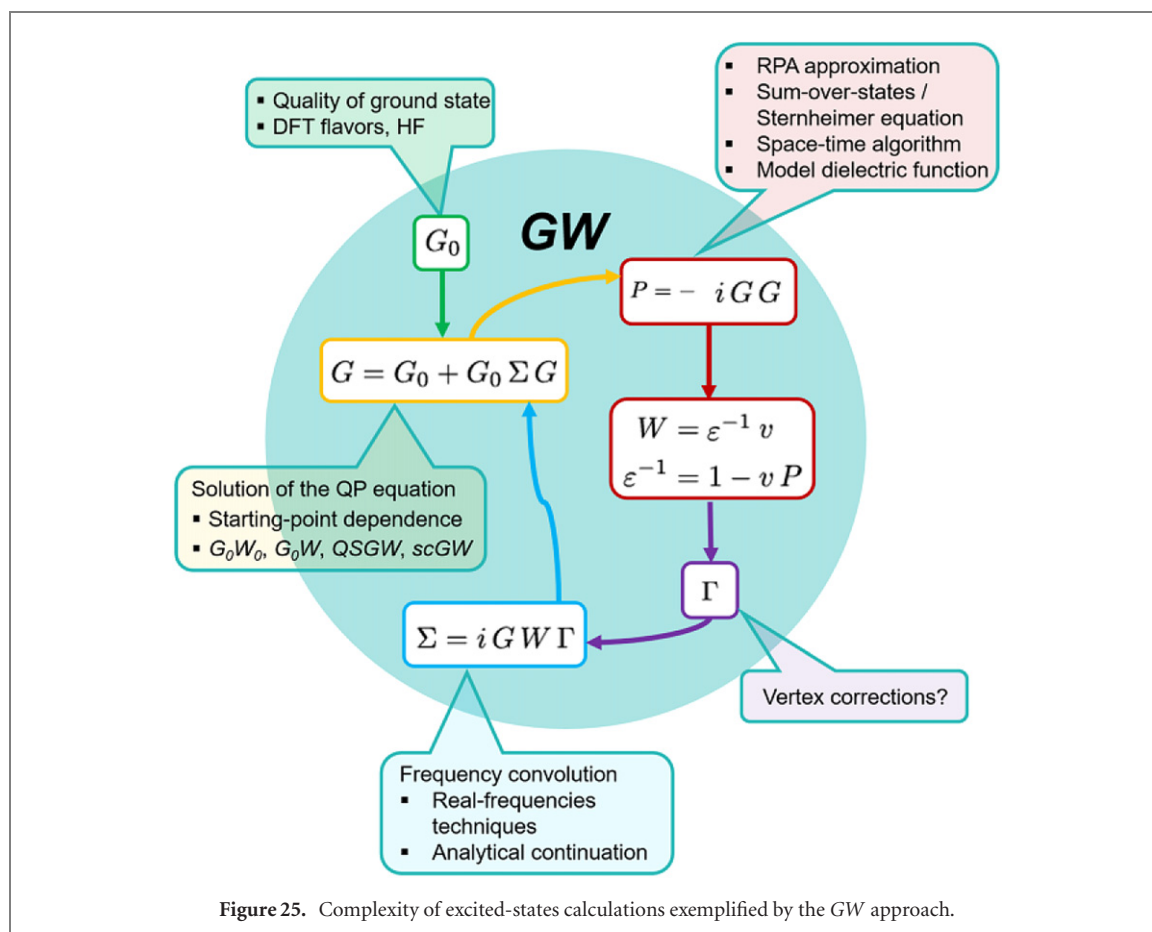 ▪ Quality of ground state
▪ DFT flavors, HF
▪ RPA approximation
▪ Sum-over-states /
Sternheimer equation
▪ Space-time algorithm
▪ Model dielectric function
GW
G₀
P = − i G G
G = G₀ + G₀ Σ G
W = ε⁻¹ v
ε⁻¹ = 1 − v P
Solution of the QP equation
▪ Starting-point dependence
▪ G₀W₀, G₀W, QSGW, scGW
Γ
Σ = i G W Γ
Vertex corrections?
Frequency convolution
▪ Real-frequencies
techniques
▪ Analytical continuation
Figure 25. Complexity of excited-states calculations exemplified by the GW approach.